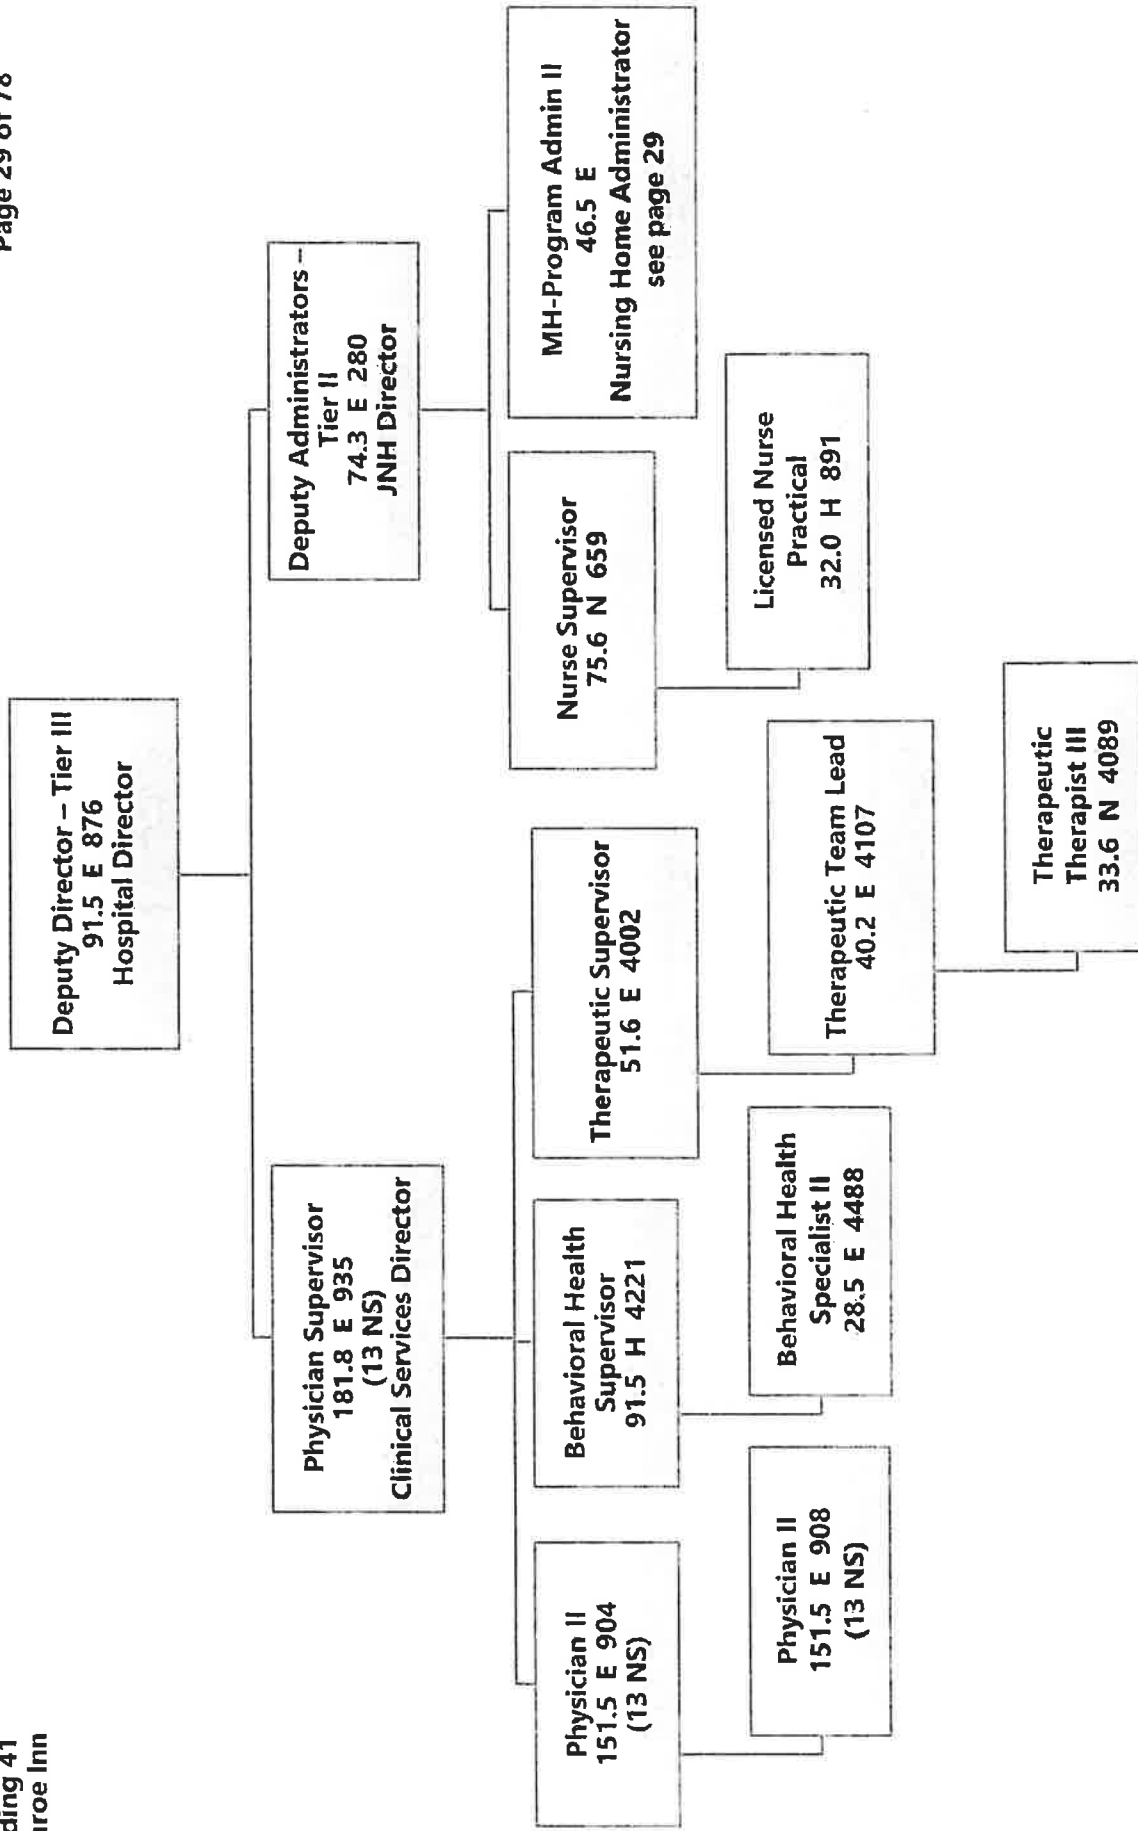 ding 41
nroe Inn
Page 29 of 78
Deputy Director – Tier III
91.5 E 876
Hospital Director
Physician Supervisor
181.8 E 935
(13 NS)
Clinical Services Director
Deputy Administrators –
Tier II
74.3 E 280
JNH Director
Physician II
151.5 E 904
(13 NS)
Behavioral Health
Supervisor
91.5 H 4221
Therapeutic Supervisor
51.6 E 4002
Nurse Supervisor
75.6 N 659
MH-Program Admin II
46.5 E
Nursing Home Administrator
see page 29
Physician II
151.5 E 908
(13 NS)
Behavioral Health
Specialist II
28.5 E 4488
Therapeutic Team Lead
40.2 E 4107
Licensed Nurse
Practical
32.0 H 891
Therapeutic
Therapist III
33.6 N 4089